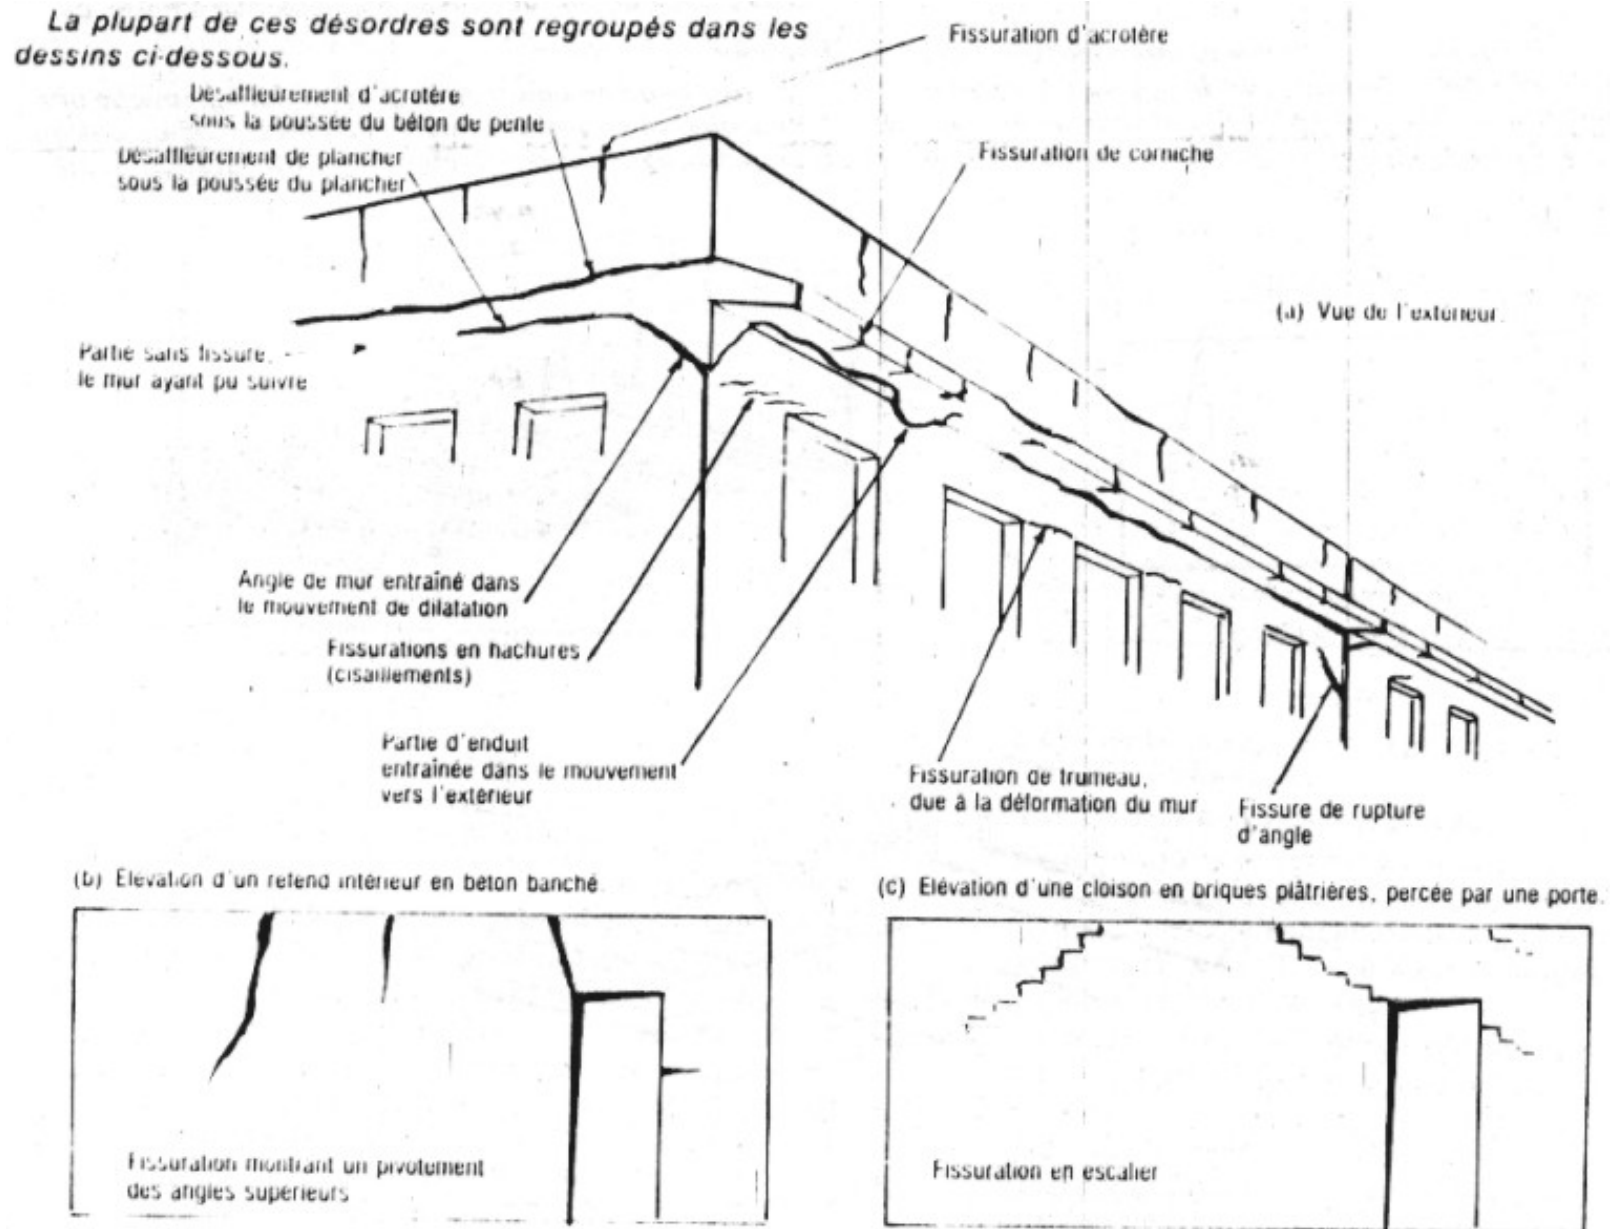 La plupart de ces désordres sont regroupés dans les
dessins ci-dessous.
Fissuration d'acrotère
Désaffleurement d'acrotère
sous la poussée du béton de pente
Fissuration de corniche
Désaffleurement de plancher
sous la poussée du plancher
(a) Vue de l'extérieur.
Partie sans fissure,
le mur ayant pu suivre
Angle de mur entraîné dans
le mouvement de dilatation
Fissurations en hachures
(cisaillements)
Partie d'enduit
entraînée dans le mouvement
vers l'extérieur
Fissuration de trumeau,
due à la déformation du mur
Fissure de rupture
d'angle
(b) Elévation d'un refend intérieur en béton banché.
(c) Elévation d'une cloison en briques plâtrières, percée par une porte.
Fissuration montrant un pivotement
des angles supérieurs
Fissuration en escalier